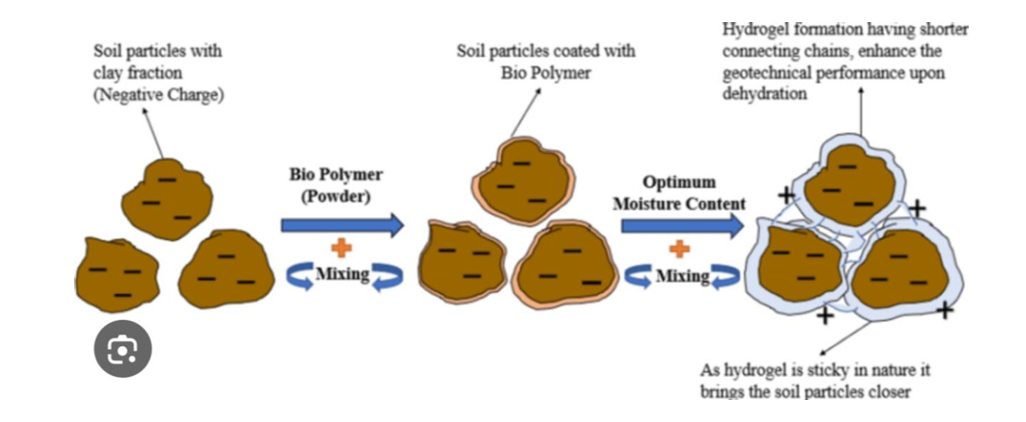 Soil particles with
clay fraction
(Negative Charge)
Bio Polymer
(Powder)
Mixing
Soil particles coated with
Bio Polymer
Optimum
Moisture Content
Mixing
Hydrogel formation having shorter
connecting chains, enhance the
geotechnical performance upon
dehydration
As hydrogel is sticky in nature it
brings the soil particles closer